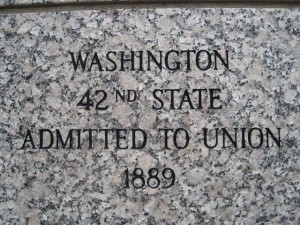 WASHINGTON
42ND STATE
ADMITTED TO UNION
1889